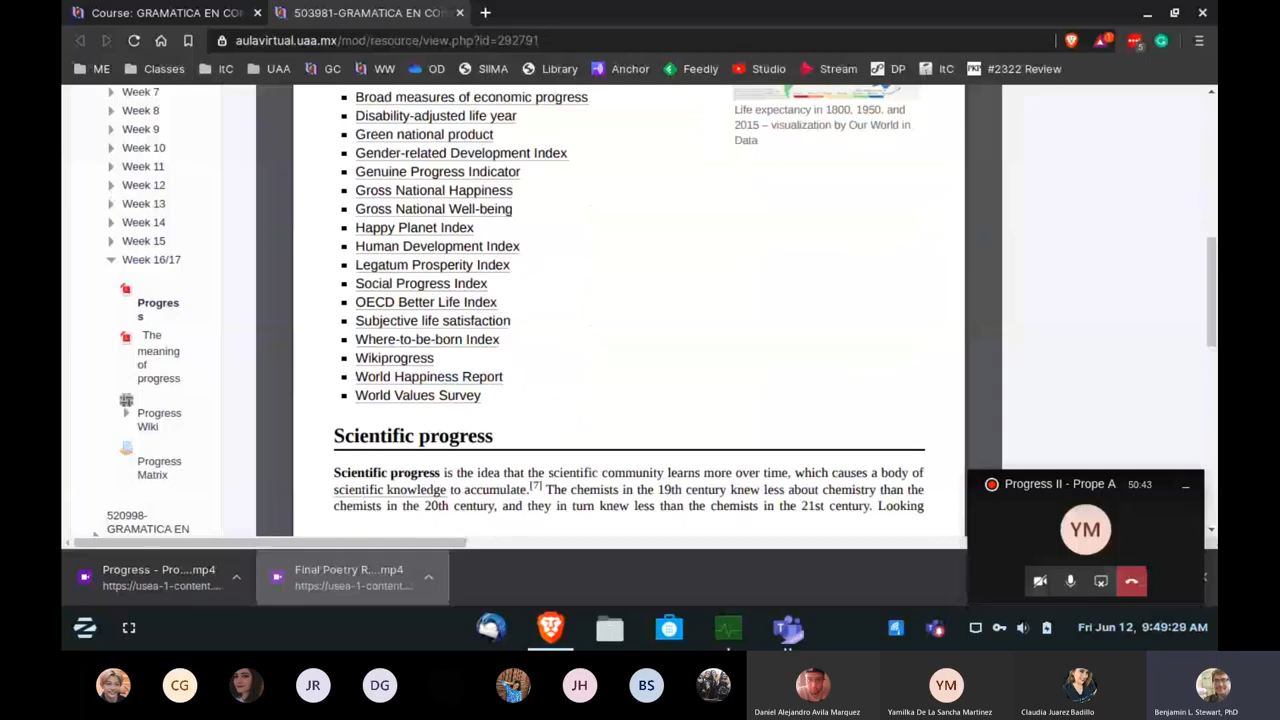 Course: GRAMATICA EN CO
503981-GRAMATICA EN CO
aulavirtual.uaa.mx/mod/resource/view.php?id=292791
ME Classes ItC UAA GC WW OD SIIMA Library Anchor Feedly Studio Stream DP ItC #2322 Review
Week 7
Week 8
Week 9
Week 10
Week 11
Week 12
Week 13
Week 14
Week 15
Week 16/17
Progres
s
The
meaning
of
progress
Progress
Wiki
Progress
Matrix
520998-
GRAMATICA EN
Broad measures of economic progress
Disability-adjusted life year
Green national product
Gender-related Development Index
Genuine Progress Indicator
Gross National Happiness
Gross National Well-being
Happy Planet Index
Human Development Index
Legatum Prosperity Index
Social Progress Index
OECD Better Life Index
Subjective life satisfaction
Where-to-be-born Index
Wikiprogress
World Happiness Report
World Values Survey
Life expectancy in 1800, 1950, and
2015 – visualization by Our World in
Data
Scientific progress
Scientific progress is the idea that the scientific community learns more over time, which causes a body of
scientific knowledge to accumulate.[7] The chemists in the 19th century knew less about chemistry than the
chemists in the 20th century, and they in turn knew less than the chemists in the 21st century. Looking
Progress II - Prope A 50:43
YM
Progress - Pro....mp4
https://usea-1-content....
Final Poetry R....mp4
https://usea-1-content....
Fri Jun 12, 9:49:29 AM
CG JR DG JH BS YM
Daniel Alejandro Avila Marquez
Yamilka De La Sancha Martinez
Claudia Juarez Badillo
Benjamin L. Stewart, PhD